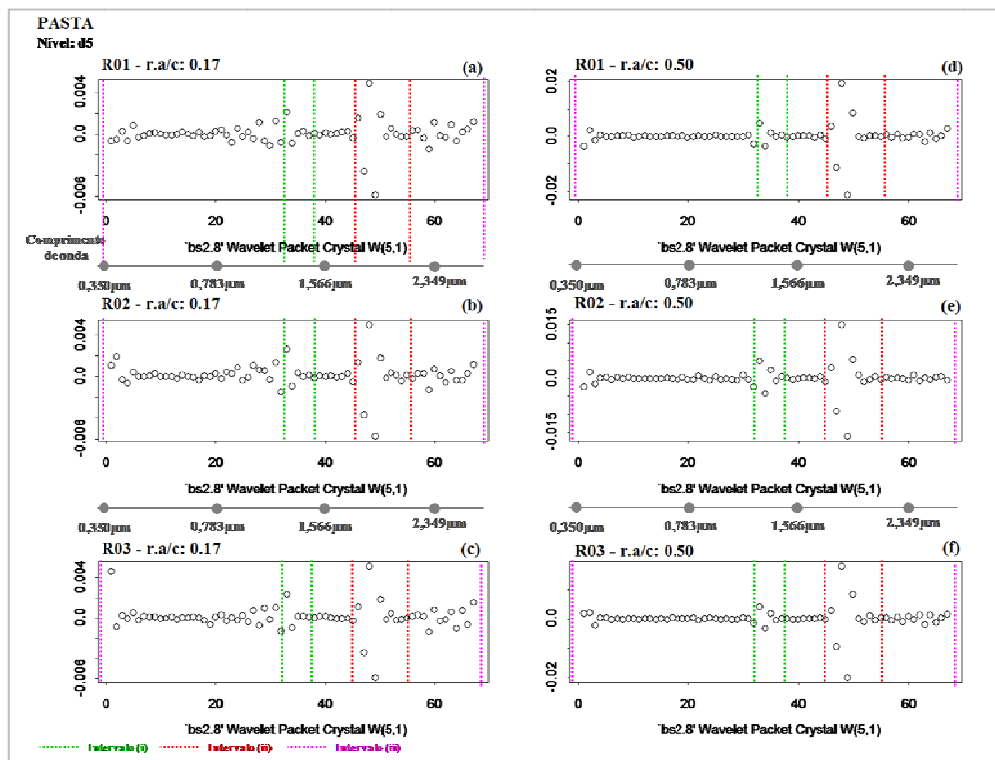 PASTA
Nível: d5
R01 - r.a/c: 0.17
(a)
0.004
0.0
-0.006
0
20
40
60
'bs2.8' Wavelet Packet Crystal W(5,1)
Comprimento
de onda
0,350µm
0,783µm
1,566µm
2,349µm
R01 - r.a/c: 0.50
(d)
0.02
0.0
-0.02
0
20
40
60
'bs2.8' Wavelet Packet Crystal W(5,1)
0,350µm
0,783µm
1,566µm
2,349µm
R02 - r.a/c: 0.17
(b)
0.004
0.0
-0.006
0
20
40
60
'bs2.8' Wavelet Packet Crystal W(5,1)
0,350µm
0,783µm
1,566µm
2,349µm
R02 - r.a/c: 0.50
(e)
0.015
0.0
-0.015
0
20
40
60
'bs2.8' Wavelet Packet Crystal W(5,1)
0,350µm
0,783µm
1,566µm
2,349µm
R03 - r.a/c: 0.17
(c)
0.004
0.0
-0.006
0
20
40
60
'bs2.8' Wavelet Packet Crystal W(5,1)
R03 - r.a/c: 0.50
(f)
0.0
-0.02
0
20
40
60
'bs2.8' Wavelet Packet Crystal W(5,1)
Intervalo (i)
Intervalo (ii)
Intervalo (iii)